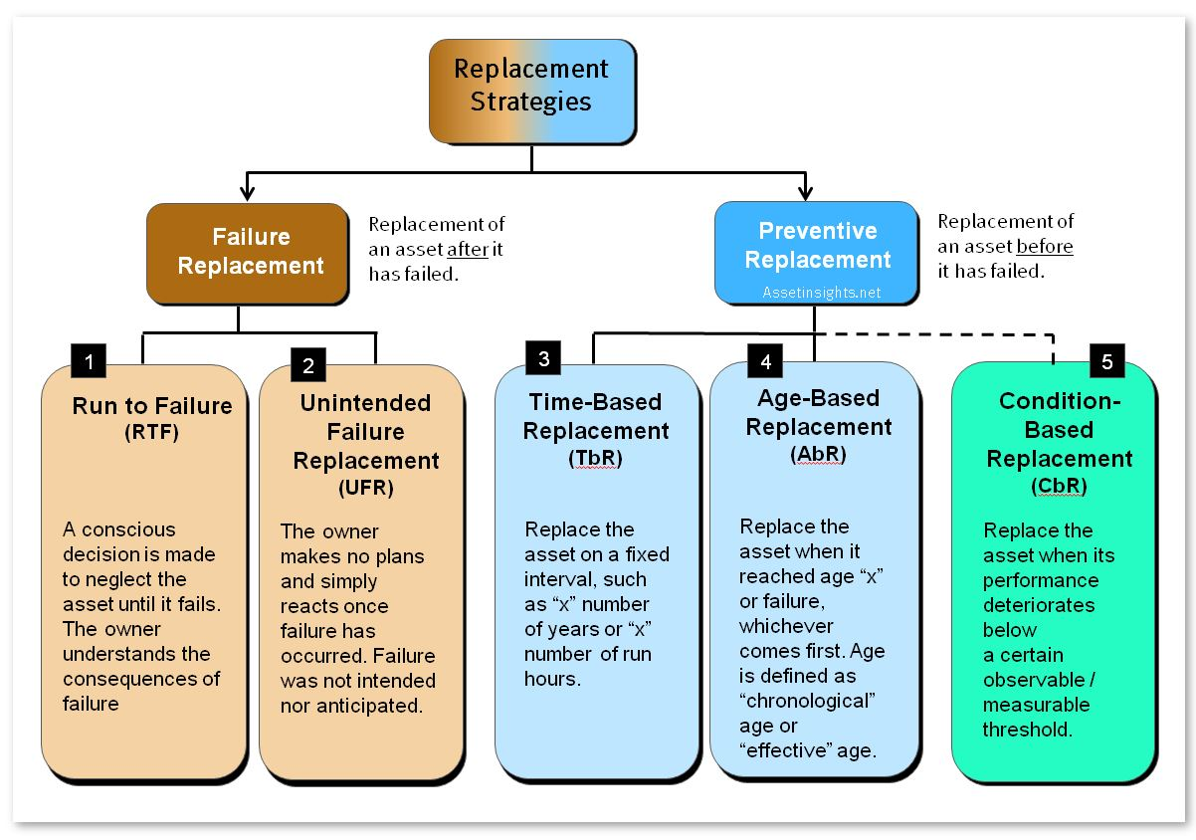 Replacement
Strategies
Failure
Replacement
Replacement of
an asset after it
has failed.
Preventive
Replacement
Assetinsights.net
Replacement of
an asset before
it has failed.
1
Run to Failure
(RTF)
A conscious
decision is made
to neglect the
asset until it fails.
The owner
understands the
consequences of
failure
2
Unintended
Failure
Replacement
(UFR)
The owner
makes no plans
and simply
reacts once
failure has
occurred. Failure
was not intended
nor anticipated.
3
Time-Based
Replacement
(TbR)
Replace the
asset on a fixed
interval, such
as “x” number
of years or “x”
number of run
hours.
4
Age-Based
Replacement
(AbR)
Replace the
asset when it
reached age “x”
or failure,
whichever
comes first. Age
is defined as
“chronological”
age or
“effective” age.
5
Condition-
Based
Replacement
(CbR)
Replace the
asset when its
performance
deteriorates
below
a certain
observable /
measurable
threshold.